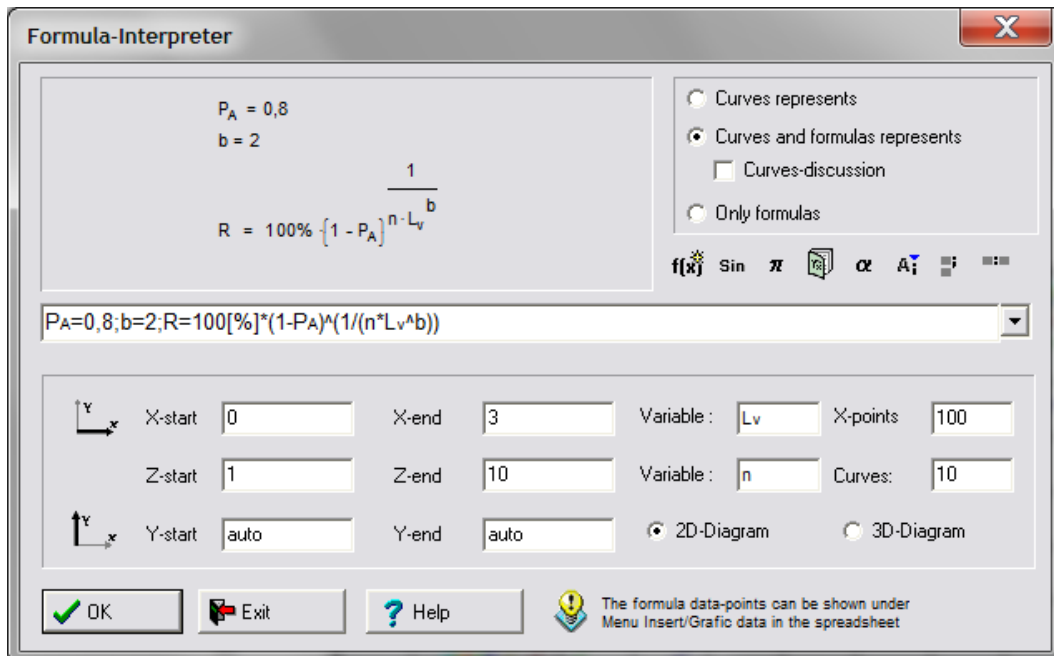 Formula-Interpreter
X
P_A = 0,8
b = 2
R = 100% · {1 - P_A}^(1/(n · L_v^b))
Curves represents
Curves and formulas represents
Curves-discussion
Only formulas
f(x) Sin π α A
PA=0,8;b=2;R=100[%]*(1-PA)^(1/(n*Lv^b))
Y x X-start 0 X-end 3 Variable : Lv X-points 100
Z-start 1 Z-end 10 Variable : n Curves: 10
Y x Y-start auto Y-end auto 2D-Diagram 3D-Diagram
OK Exit ? Help The formula data-points can be shown under
Menu Insert/Grafic data in the spreadsheet